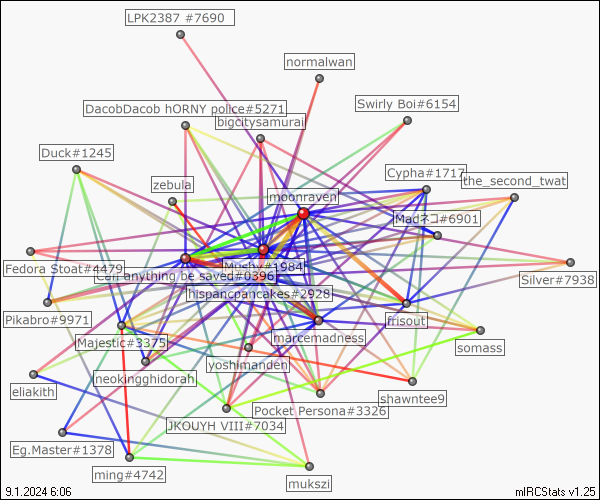 LPK2387 #7690
normalwan
Swirly Boi#6154
DacobDacob hORNY police#5271
bigcitysamurai
Duck#1245
Cypha#1717
the_second_twat
zebula
moonraven
Madネコ#6901
Mushy#1984
Fedora Stoat#4479
Can anything be saved#0396
Silver#7938
hispancpancakes#2928
Pikabro#9971
frisout
Majestic#3375
marcemadness
somass
yoshimanden
neokingghidorah
eliakith
shawntee9
Pocket Persona#3326
JKOUYH VIII#7034
Eg.Master#1378
ming#4742
mukszi
9.1.2024 6:06
mIRCStats v1.25